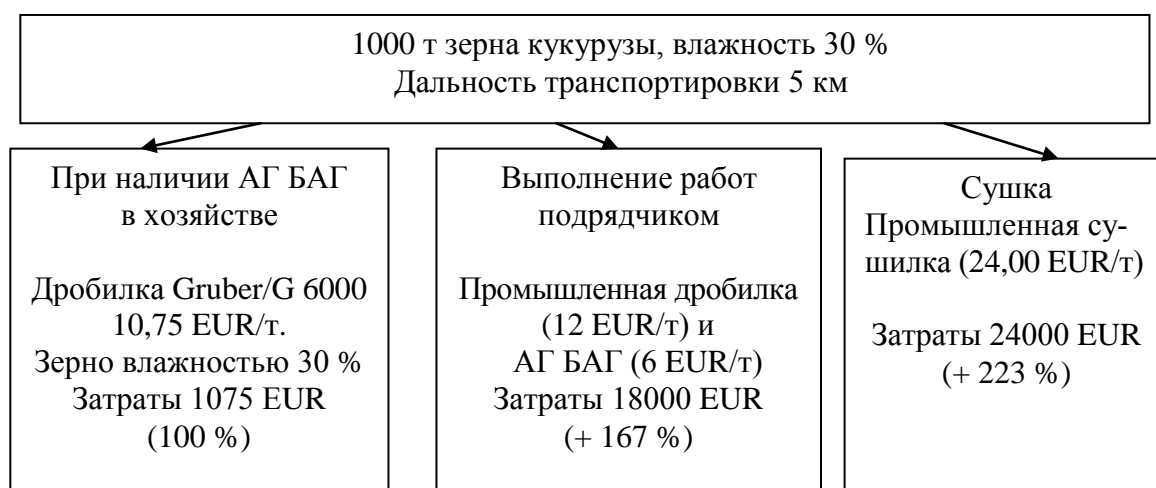 1000 т зерна кукурузы, влажность 30 %
Дальность транспортировки 5 км
При наличии АГ БАГ
в хозяйстве
Дробилка Gruber/G 6000
10,75 EUR/т.
Зерно влажностью 30 %
Затраты 1075 EUR
(100 %)
Выполнение работ
подрядчиком
Промышленная дробилка
(12 EUR/т) и
АГ БАГ (6 EUR/т)
Затраты 18000 EUR
(+ 167 %)
Сушка
Промышленная су-
шилка (24,00 EUR/т)
Затраты 24000 EUR
(+ 223 %)